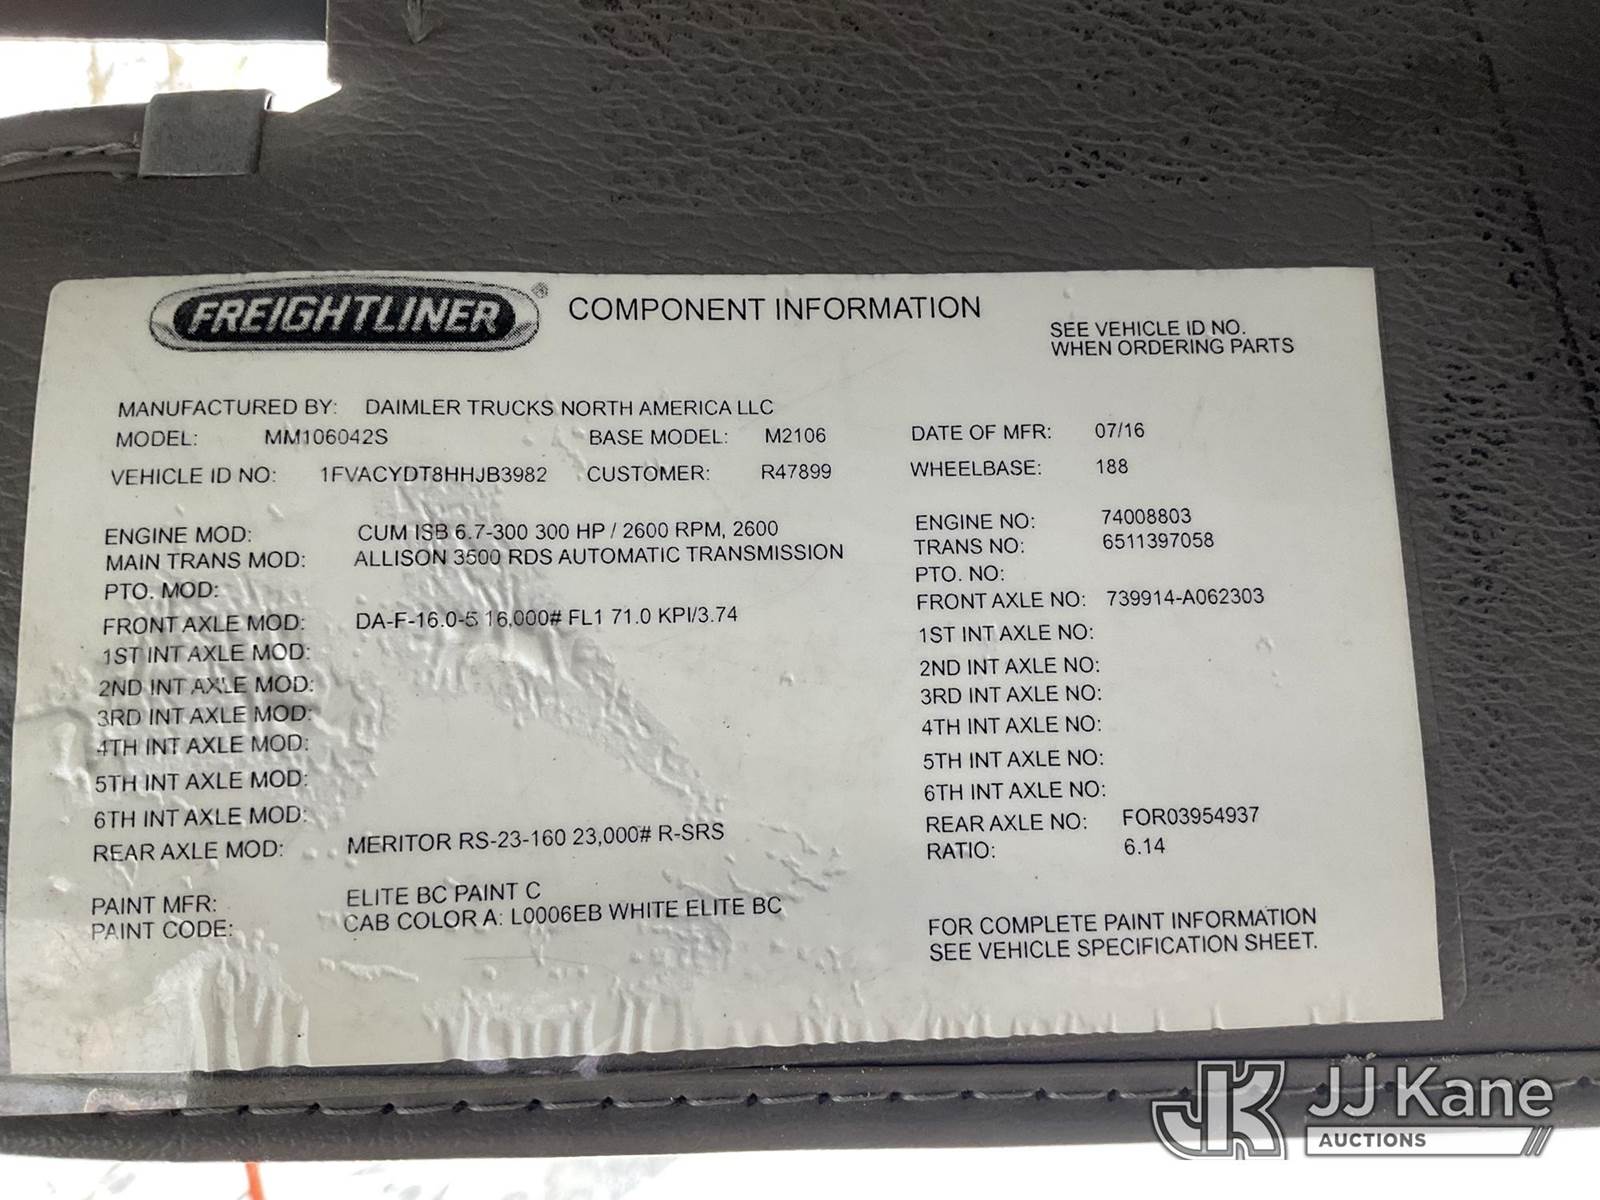 FREIGHTLINER® COMPONENT INFORMATION
SEE VEHICLE ID NO.
WHEN ORDERING PARTS
MANUFACTURED BY: DAIMLER TRUCKS NORTH AMERICA LLC
MODEL: MM106042S BASE MODEL: M2106 DATE OF MFR: 07/16
VEHICLE ID NO: 1FVACYDT8HHJB3982 CUSTOMER: R47899 WHEELBASE: 188
ENGINE MOD: CUM ISB 6.7-300 300 HP / 2600 RPM, 2600 ENGINE NO: 74008803
MAIN TRANS MOD: ALLISON 3500 RDS AUTOMATIC TRANSMISSION TRANS NO: 6511397058
PTO. MOD: PTO. NO:
FRONT AXLE MOD: DA-F-16.0-5 16,000# FL1 71.0 KPI/3.74 FRONT AXLE NO: 739914-A062303
1ST INT AXLE MOD: 1ST INT AXLE NO:
2ND INT AXLE MOD: 2ND INT AXLE NO:
3RD INT AXLE MOD: 3RD INT AXLE NO:
4TH INT AXLE MOD: 4TH INT AXLE NO:
5TH INT AXLE MOD: 5TH INT AXLE NO:
6TH INT AXLE MOD: 6TH INT AXLE NO:
REAR AXLE MOD: MERITOR RS-23-160 23,000# R-SRS REAR AXLE NO: FOR03954937
RATIO: 6.14
PAINT MFR: ELITE BC PAINT C
PAINT CODE: CAB COLOR A: L0006EB WHITE ELITE BC
FOR COMPLETE PAINT INFORMATION
SEE VEHICLE SPECIFICATION SHEET.
JK JJ Kane
AUCTIONS